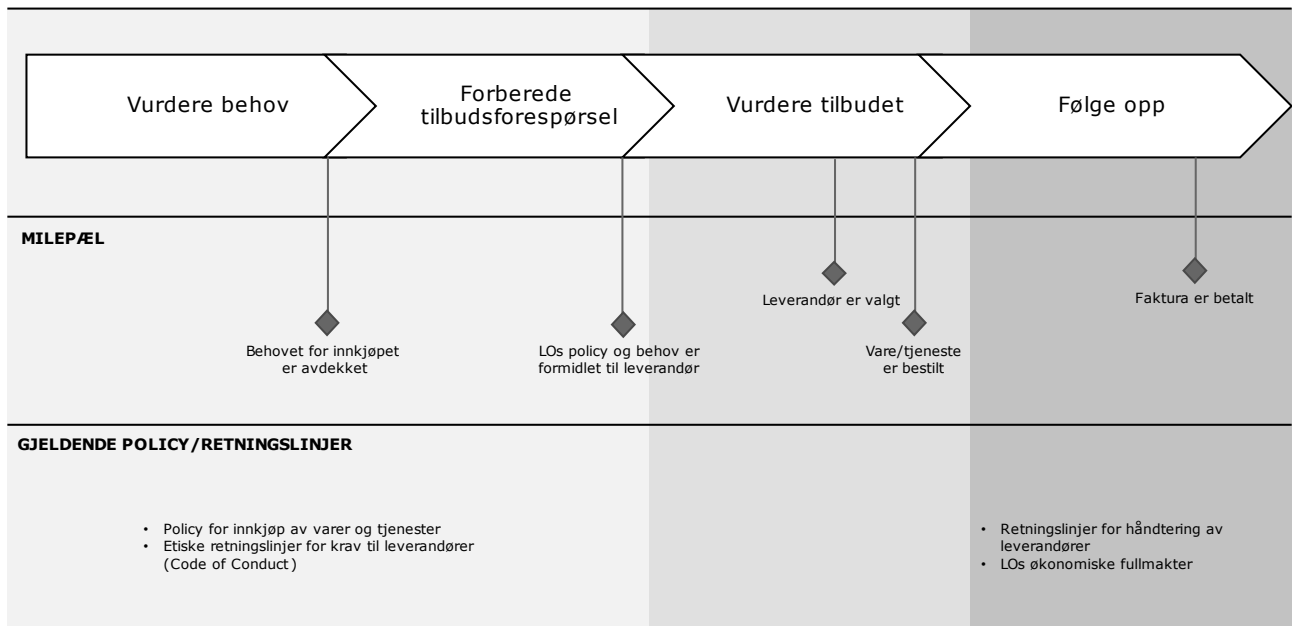 Vurdere behov
Forberede
tilbudsforespørsel
Vurdere tilbudet
Følge opp
MILEPÆL
Behovet for innkjøpet
er avdekket
LOs policy og behov er
formidlet til leverandør
Leverandør er valgt
Vare/tjeneste
er bestilt
Faktura er betalt
GJELDENDE POLICY/RETNINGSLINJER
• Policy for innkjøp av varer og tjenester
• Etiske retningslinjer for krav til leverandører
(Code of Conduct)
• Retningslinjer for håndtering av
leverandører
• LOs økonomiske fullmakter